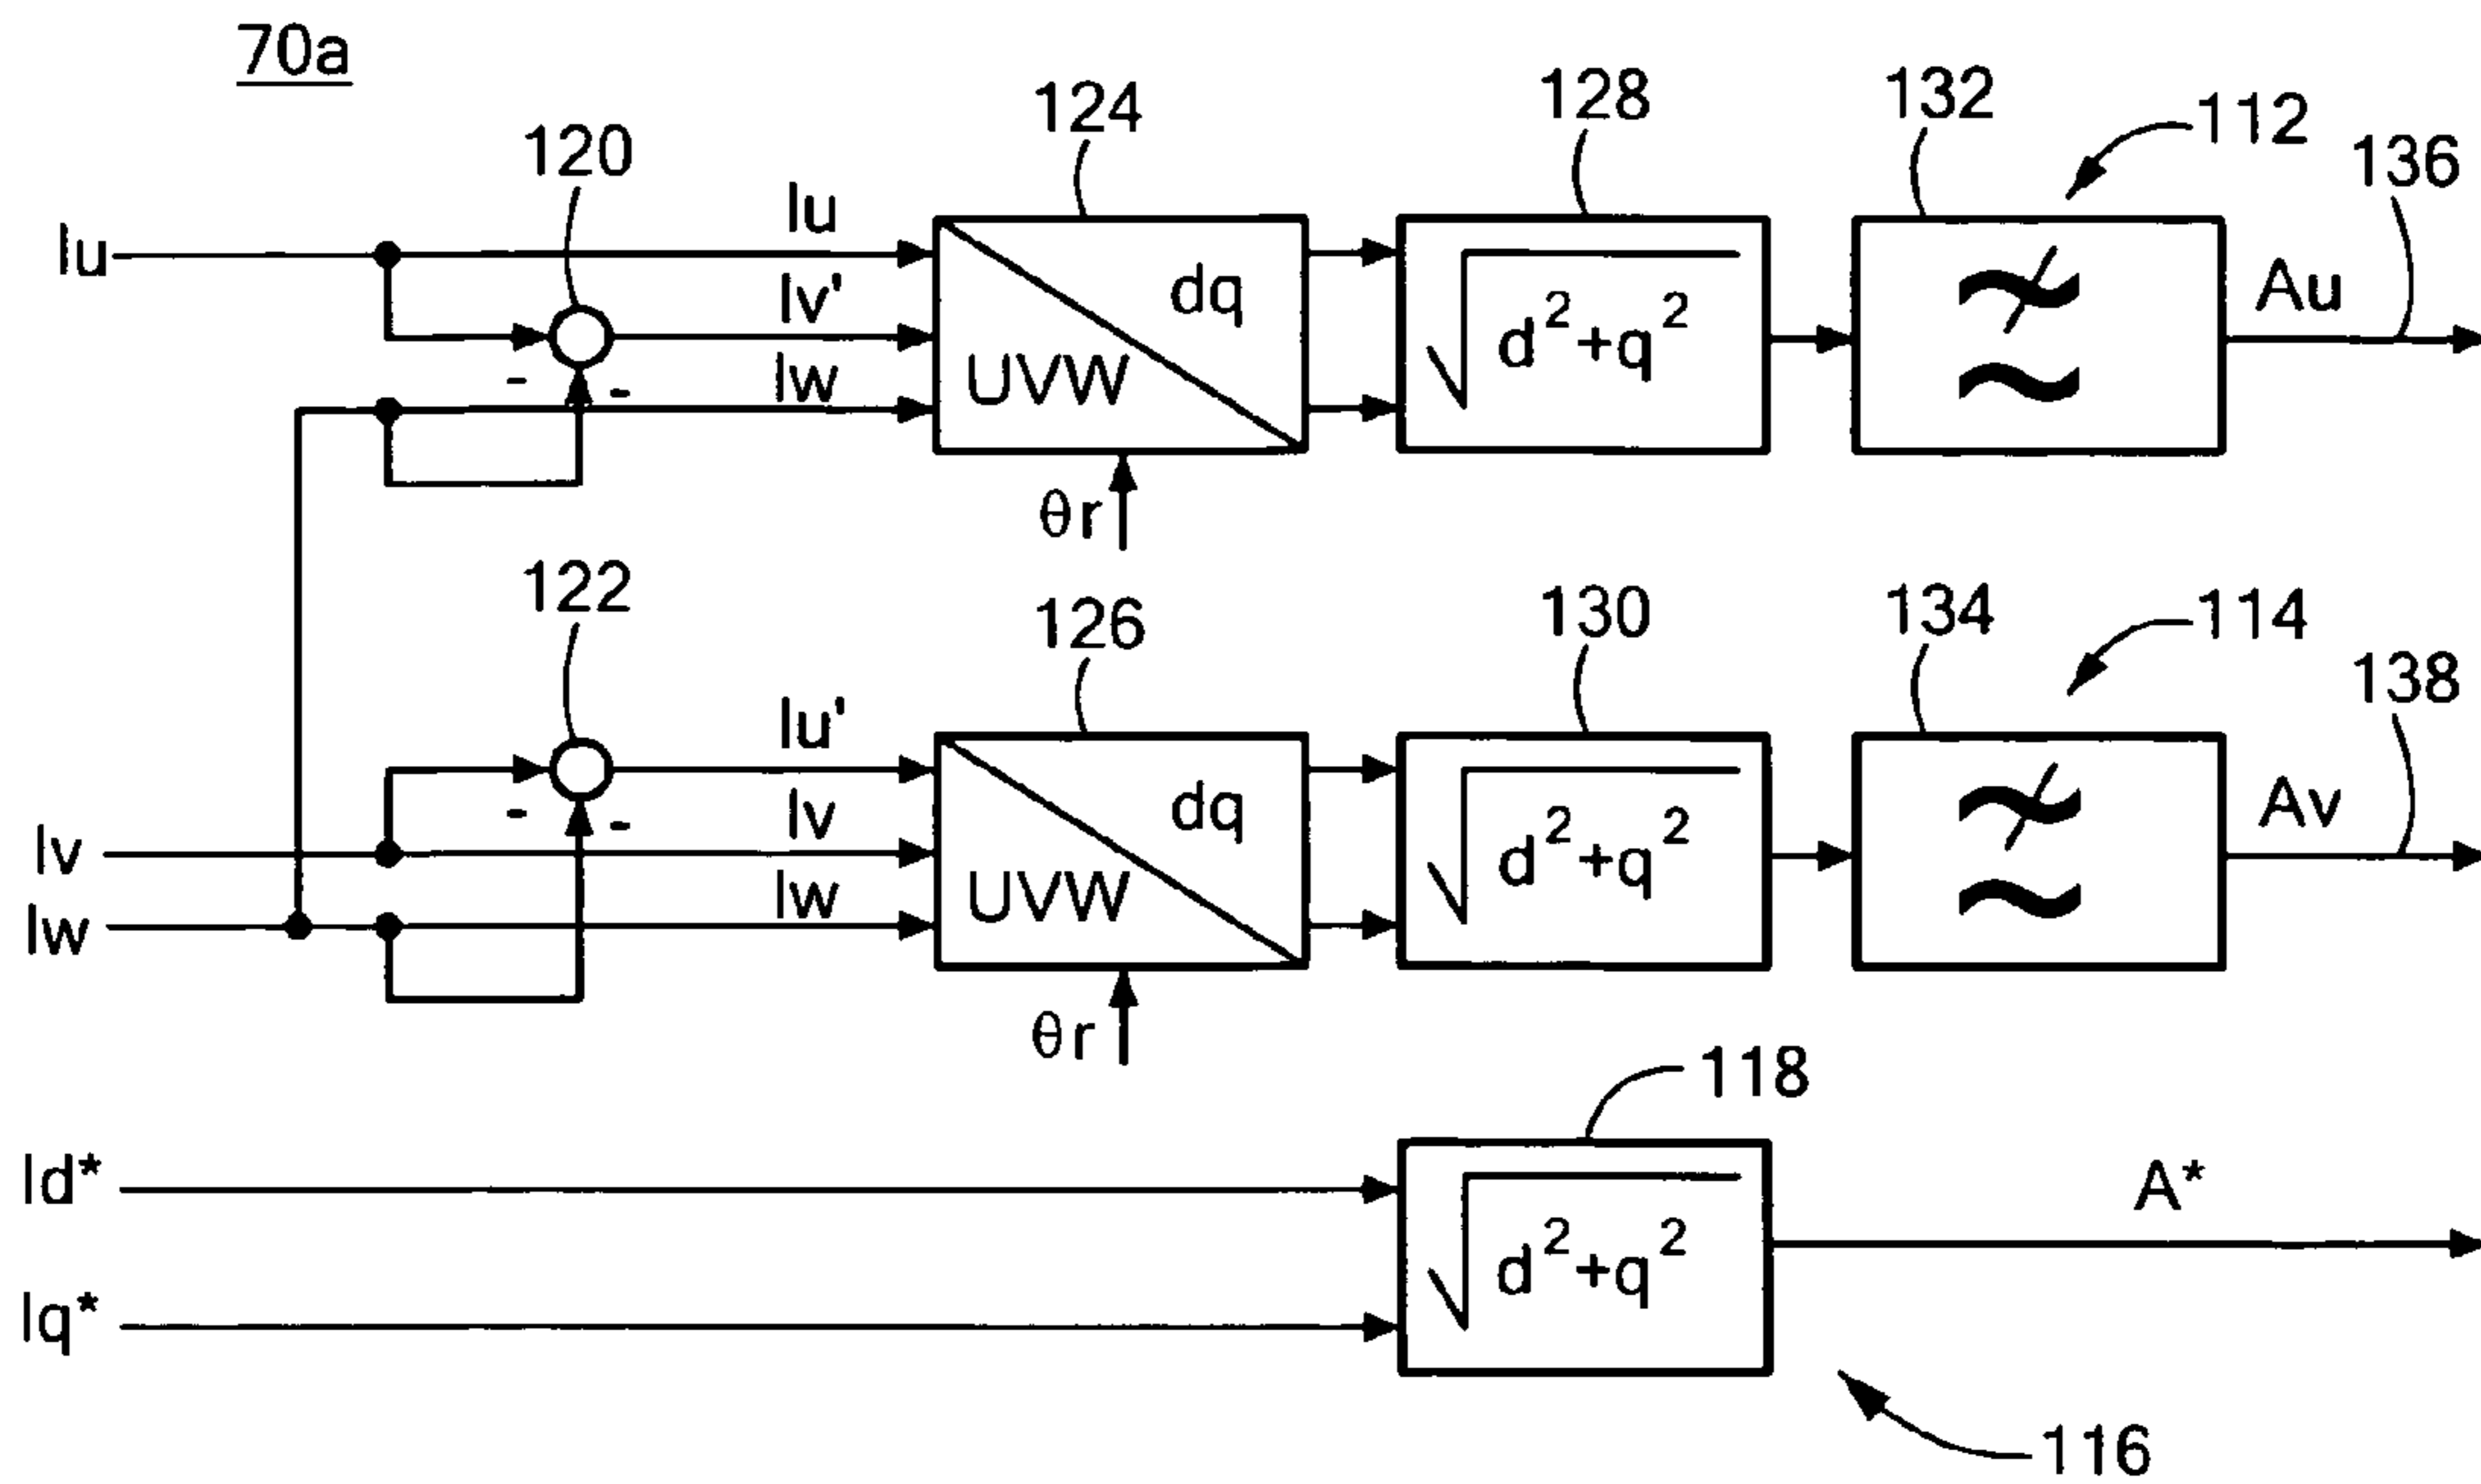 70a
120
124
128
132
112
136
Iu
Iu
Iv'
Iw
- -
UVW
dq
√d²+q²
Au
θr
122
126
130
134
114
138
Iu'
Iv
Iw
- -
Iv
Iw
UVW
dq
√d²+q²
Av
θr
118
Id*
Iq*
√d²+q²
A*
116